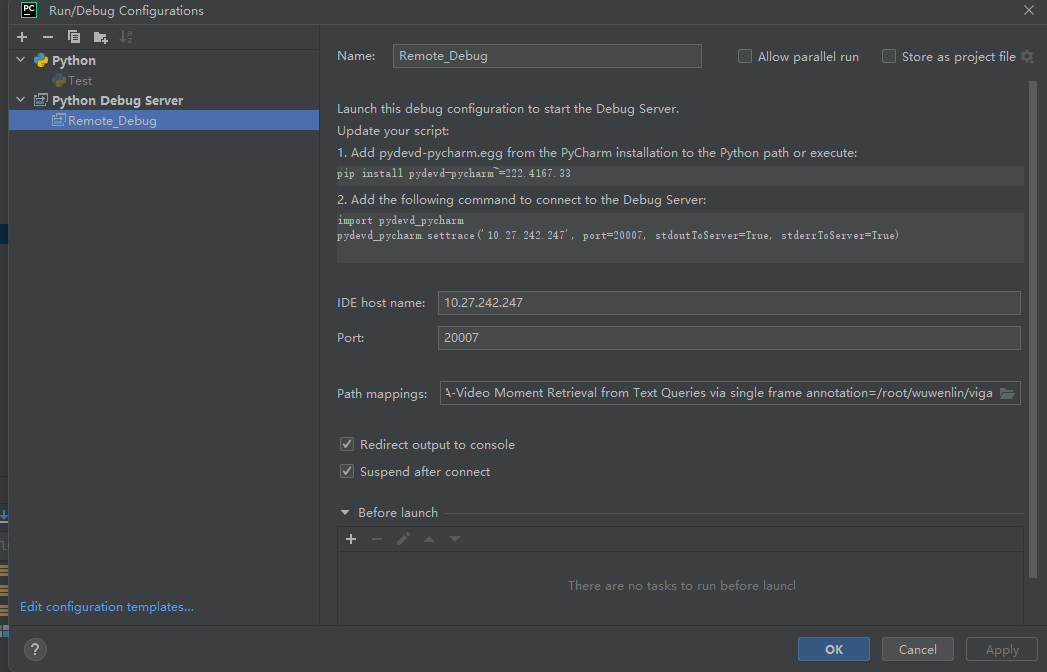 PC Run/Debug Configurations
Python
Test
Python Debug Server
Remote_Debug
Edit configuration templates...
Name: Remote_Debug Allow parallel run Store as project file
Launch this debug configuration to start the Debug Server.
Update your script:
1. Add pydevd-pycharm.egg from the PyCharm installation to the Python path or execute:
pip install pydevd-pycharm~=222.4167.33
2. Add the following command to connect to the Debug Server:
import pydevd_pycharm
pydevd_pycharm.settrace('10.27.242.247', port=20007, stdoutToServer=True, stderrToServer=True)
IDE host name: 10.27.242.247
Port: 20007
Path mappings: -Video Moment Retrieval from Text Queries via single frame annotation=/root/wuwenlin/viga
Redirect output to console
Suspend after connect
Before launch
There are no tasks to run before launcl
? OK Cancel Apply